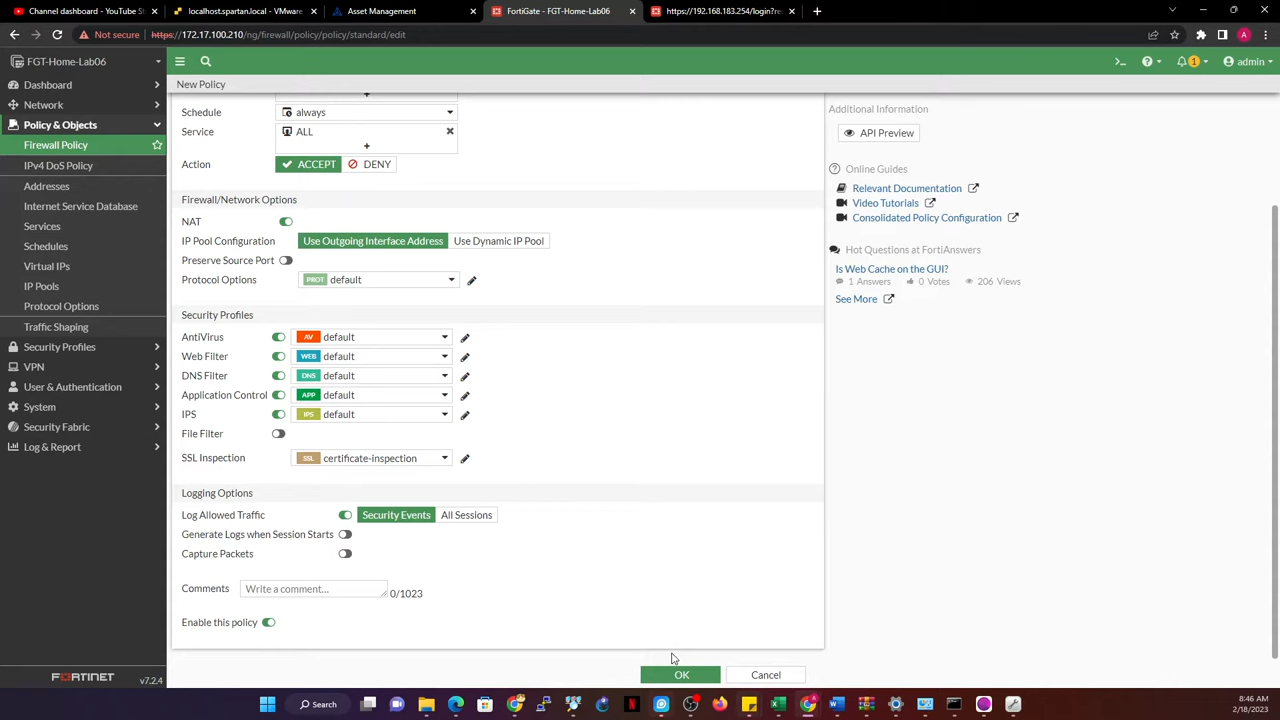 Channel dashboard - YouTube St
localhost.spartan.local - VMware
Asset Management
FortiGate - FGT-Home-Lab06
https://192.168.183.254/login?re
Not secure
https://172.17.100.210/ng/firewall/policy/policy/standard/edit
A
FGT-Home-Lab06
1
admin
Dashboard
Network
Policy & Objects
Firewall Policy
IPv4 DoS Policy
Addresses
Internet Service Database
Services
Schedules
Virtual IPs
IP Pools
Protocol Options
Traffic Shaping
Security Profiles
VPN
User & Authentication
System
Security Fabric
Log & Report
FORTINET
v7.2.4
New Policy
Schedule always
Service ALL
Action ACCEPT DENY
Firewall/Network Options
NAT
IP Pool Configuration Use Outgoing Interface Address Use Dynamic IP Pool
Preserve Source Port
Protocol Options PROT default
Security Profiles
AntiVirus AV default
Web Filter WEB default
DNS Filter DNS default
Application Control APP default
IPS IPS default
File Filter
SSL Inspection SSL certificate-inspection
Logging Options
Log Allowed Traffic Security Events All Sessions
Generate Logs when Session Starts
Capture Packets
Comments Write a comment... 0/1023
Enable this policy
OK Cancel
Additional Information
API Preview
Online Guides
Relevant Documentation
Video Tutorials
Consolidated Policy Configuration
Hot Questions at FortiAnswers
Is Web Cache on the GUI?
1 Answers 0 Votes 206 Views
See More
Search
8:46 AM
2/18/2023